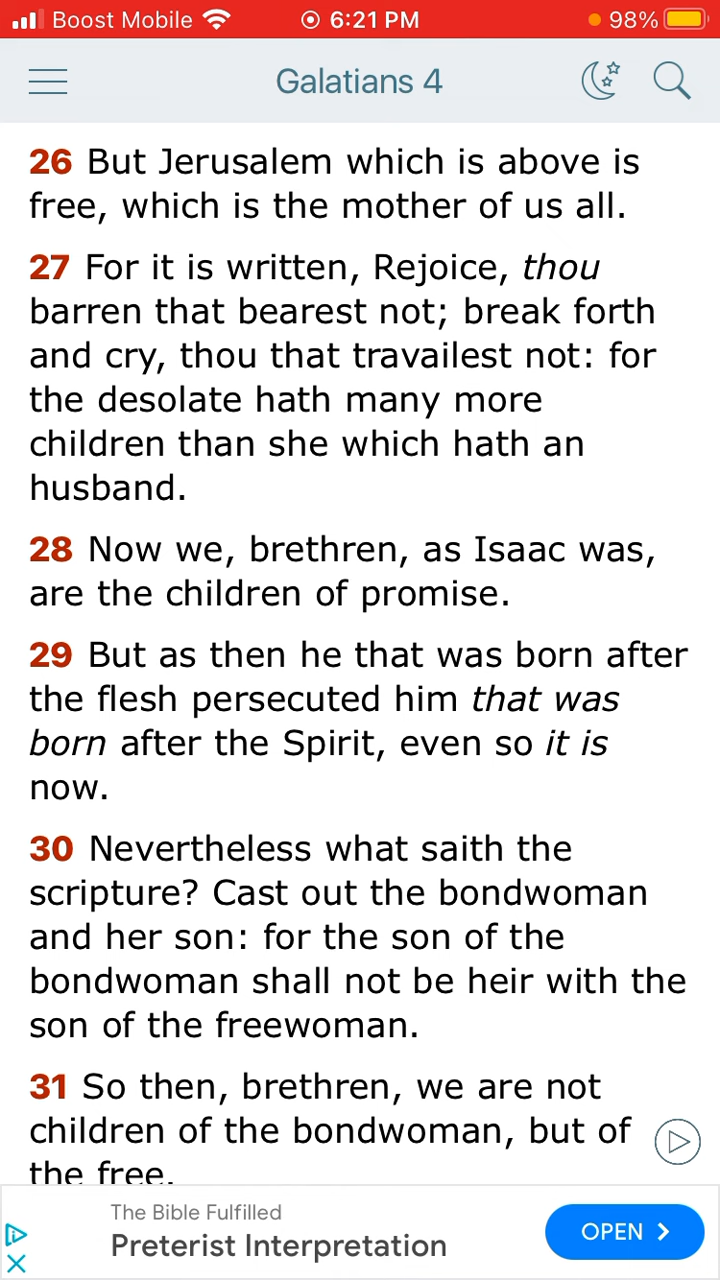 Boost Mobile 6:21 PM 98%
Galatians 4
26 But Jerusalem which is above is
free, which is the mother of us all.
27 For it is written, Rejoice, thou
barren that bearest not; break forth
and cry, thou that travailest not: for
the desolate hath many more
children than she which hath an
husband.
28 Now we, brethren, as Isaac was,
are the children of promise.
29 But as then he that was born after
the flesh persecuted him that was
born after the Spirit, even so it is
now.
30 Nevertheless what saith the
scripture? Cast out the bondwoman
and her son: for the son of the
bondwoman shall not be heir with the
son of the freewoman.
31 So then, brethren, we are not
children of the bondwoman, but of
the free.
The Bible Fulfilled
Preterist Interpretation
OPEN